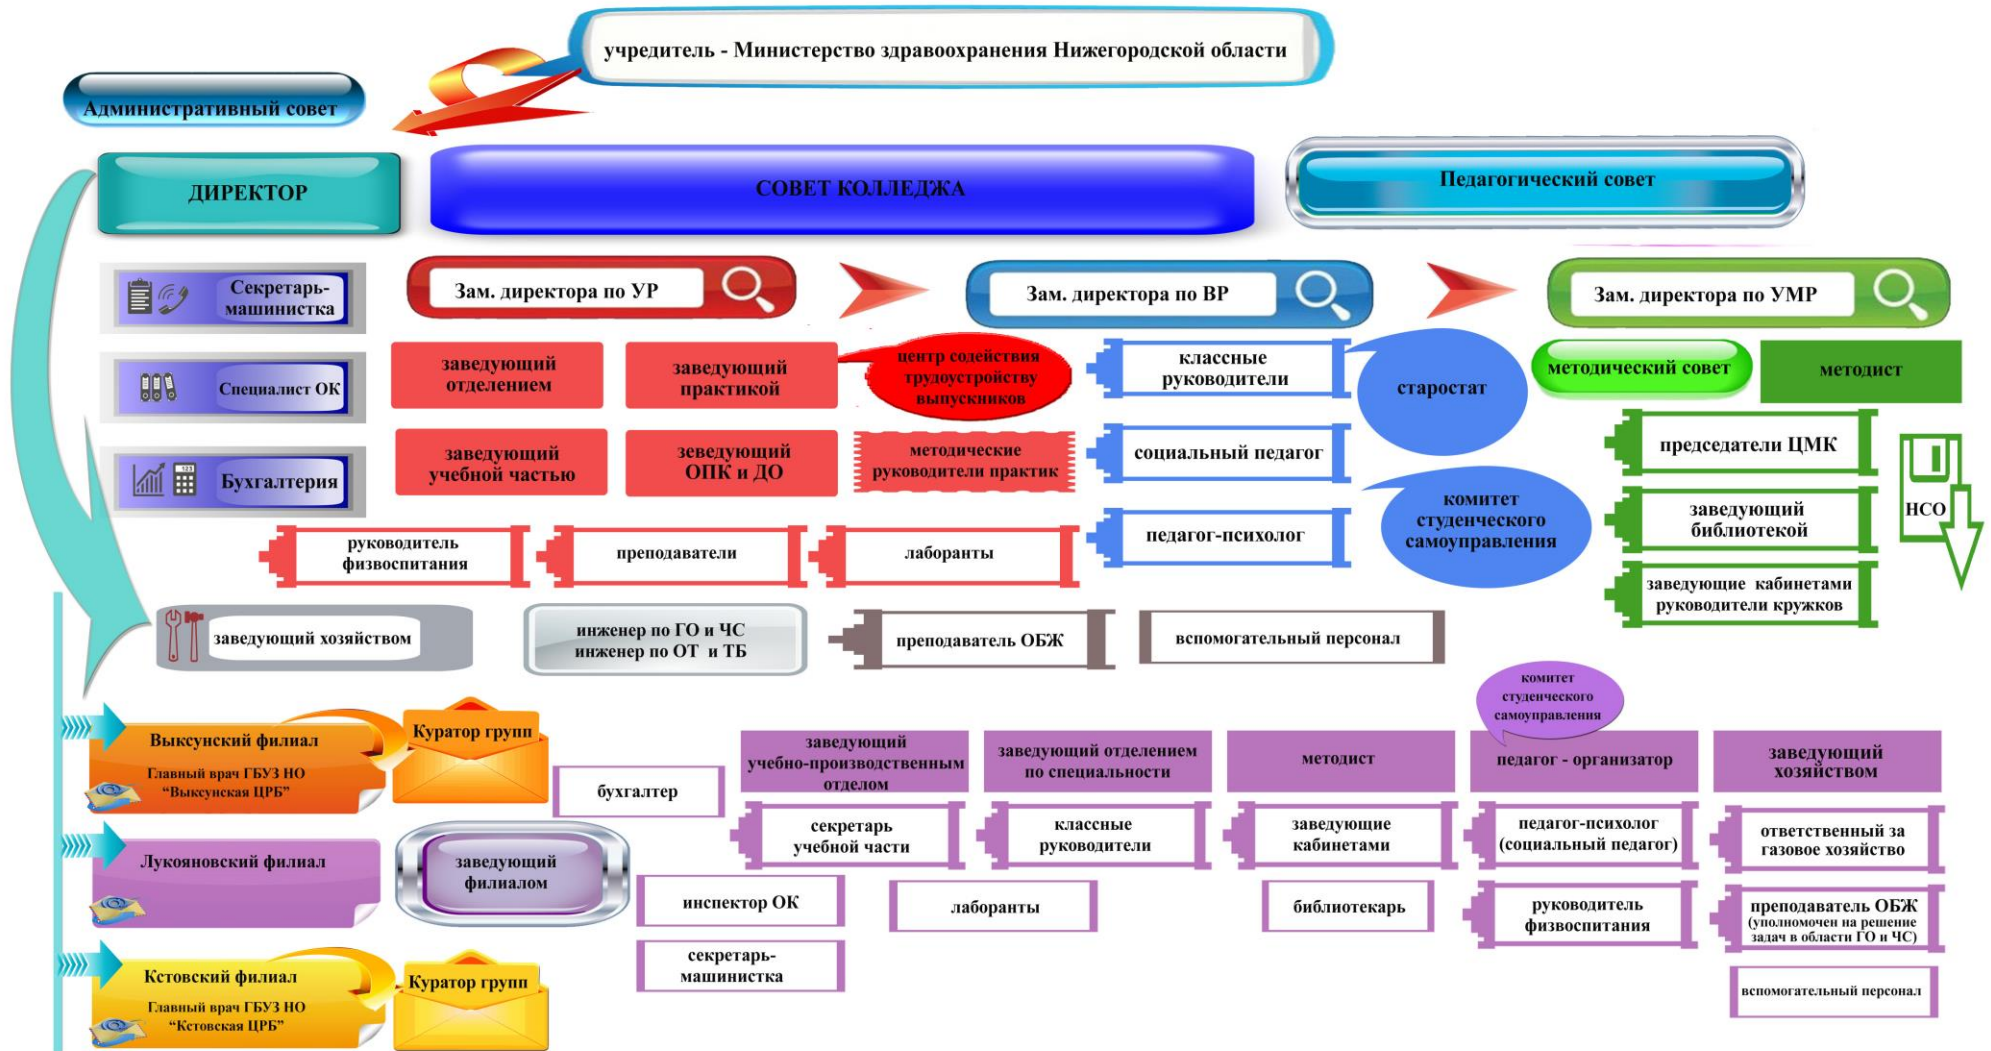 учредитель - Министерство здравоохранения Нижегородской области
Административный совет
ДИРЕКТОР
СОВЕТ КОЛЛЕДЖА
Педагогический совет
Секретарь-
машинистка
Зам. директора по УР
Зам. директора по ВР
Зам. директора по УМР
Специалист ОК
заведующий
отделением
заведующий
практикой
центр содействия
трудоустройству
выпускников
классные
руководители
старостат
методический совет
методист
Бухгалтерия
123
заведующий
учебной частью
зеведующий
ОПК и ДО
методические
руководители практик
социальный педагог
председатели ЦМК
комитет
студенческого
самоуправления
заведующий
библиотекой
НСО
руководитель
физвоспитания
преподаватели
лаборанты
педагог-психолог
заведующие кабинетами
руководители кружков
заведующий хозяйством
инженер по ГО и ЧС
инженер по ОТ и ТБ
преподаватель ОБЖ
вспомогательный персонал
комитет
студенческого
самоуправления
Выксунский филиал
Главный врач ГБУЗ НО
“Выксунская ЦРБ”
Куратор групп
бухгалтер
заведующий
учебно-производственным
отделом
заведующий отделением
по специальности
методист
педагог - организатор
заведующий
хозяйством
секретарь
учебной части
классные
руководители
заведующие
кабинетами
педагог-психолог
(социальный педагог)
ответственный за
газовое хозяйство
Лукояновский филиал
заведующий
филиалом
инспектор ОК
лаборанты
библиотекарь
руководитель
физвоспитания
преподаватель ОБЖ
(уполномочен на решение
задач в области ГО и ЧС)
секретарь-
машинистка
Кстовский филиал
Главный врач ГБУЗ НО
“Кстовская ЦРБ”
Куратор групп
вспомогательный персонал